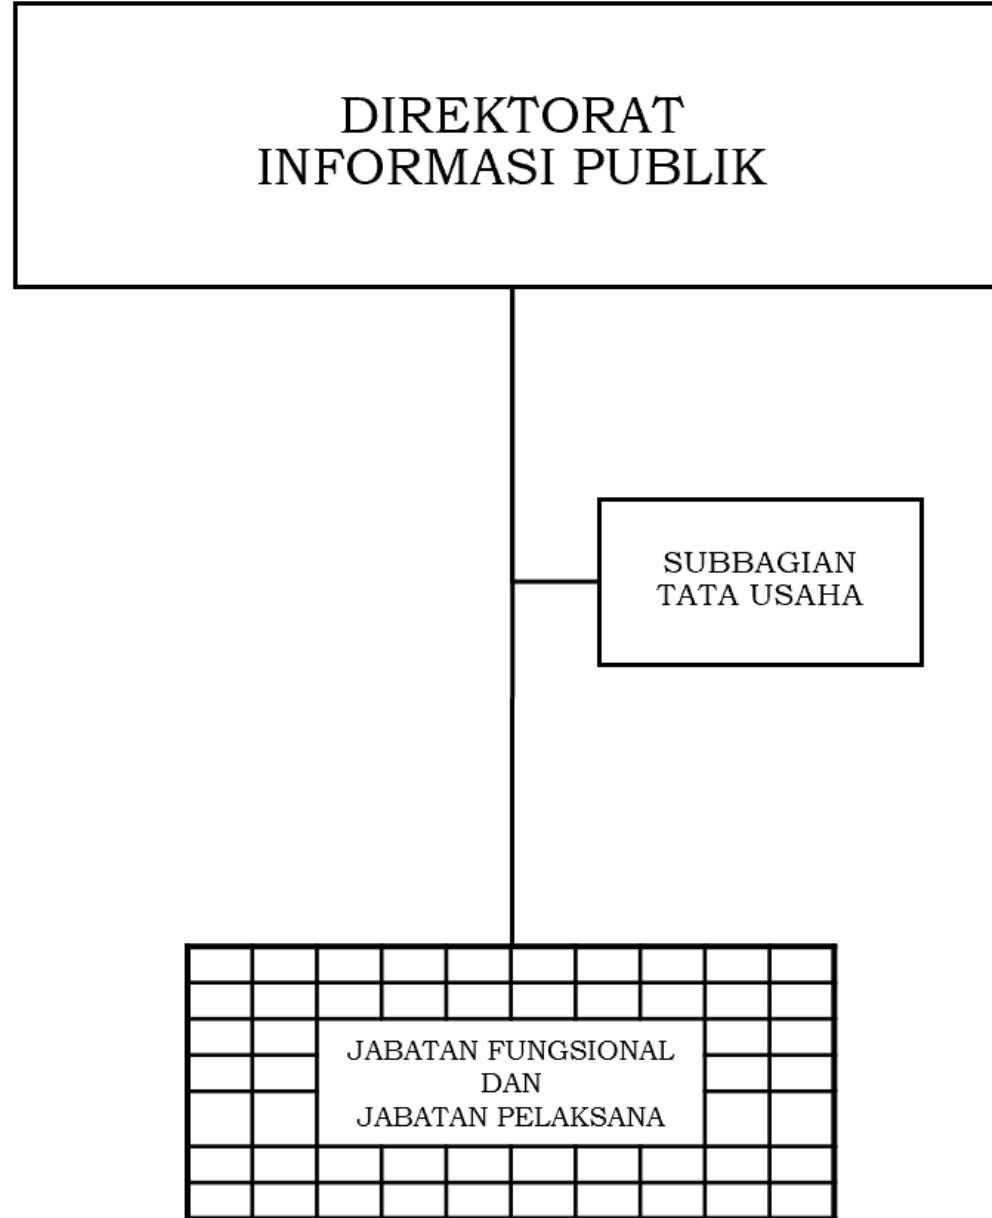 DIREKTORAT
INFORMASI PUBLIK
SUBBAGIAN
TATA USAHA
JABATAN FUNGSIONAL
DAN
JABATAN PELAKSANA